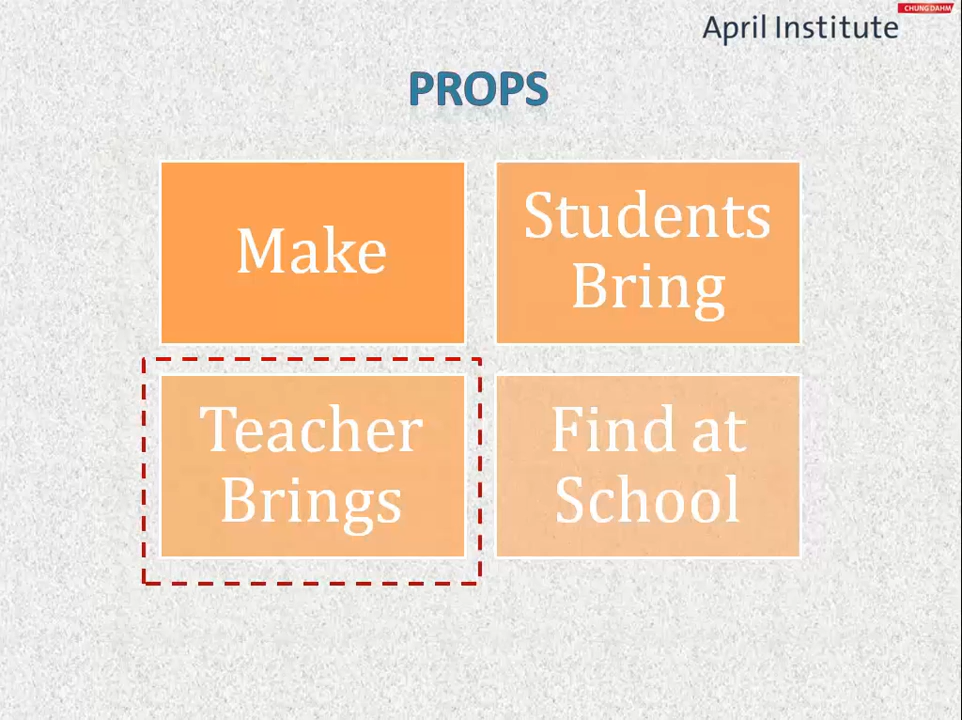 CHUNGDAHM
April Institute
PROPS
Make
Students
Bring
Teacher
Brings
Find at
School